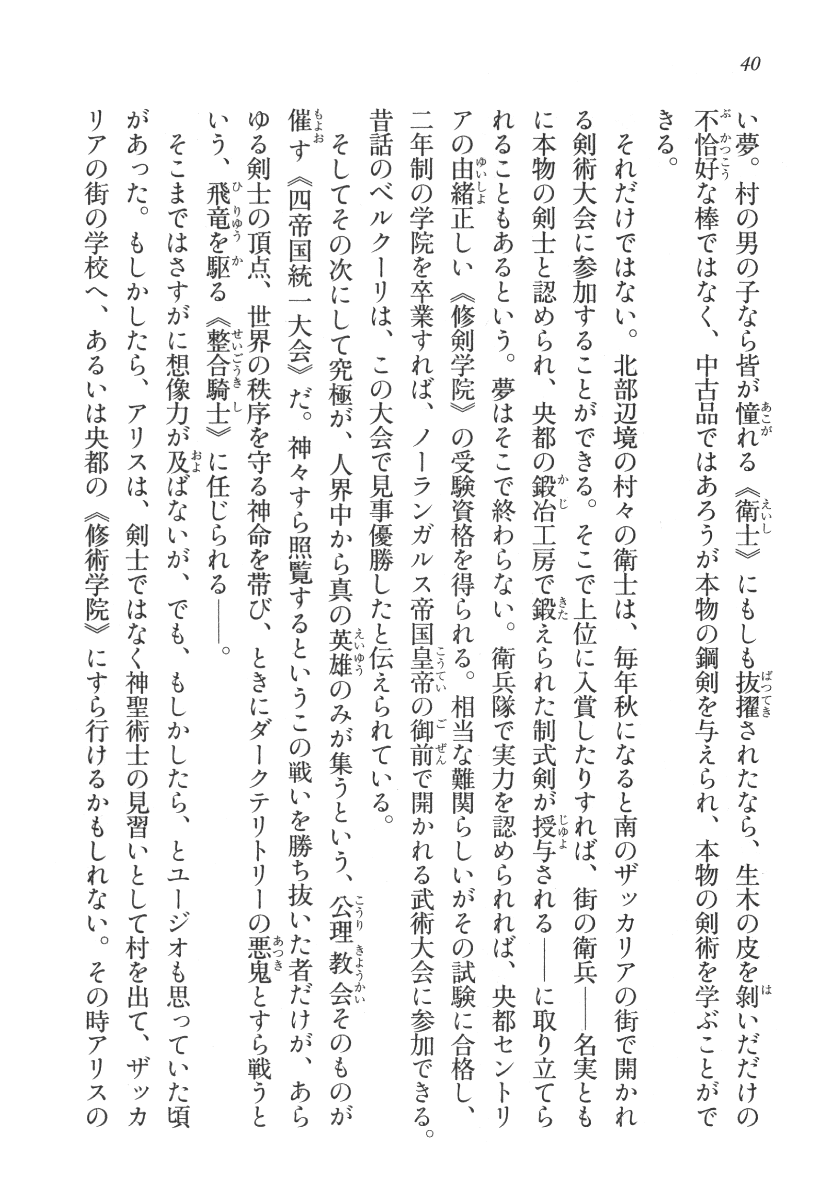 40
い夢。村の男の子なら皆が憧れる《衛士》にもしも抜擢されたなら、生木の皮を剝いだだけの
不恰好な棒ではなく、中古品ではあろうが本物の鋼剣を与えられ、本物の剣術を学ぶことがで
きる。
それだけではない。北部辺境の村々の衛士は、毎年秋になると南のザッカリアの街で開かれ
る剣術大会に参加することができる。そこで上位に入賞したりすれば、街の衛兵――名実とも
に本物の剣士と認められ、央都の鍛冶工房で鍛えられた制式剣が授与される――に取り立てら
れることもあるという。夢はそこで終わらない。衛兵隊で実力を認められれば、央都セントリ
アの由緒正しい《修剣学院》の受験資格を得られる。相当な難関らしいがその試験に合格し、
二年制の学院を卒業すれば、ノーランガルス帝国皇帝の御前で開かれる武術大会に参加できる。
昔話のベルクーリは、この大会で見事優勝したと伝えられている。
そしてその次にして究極が、人界中から真の英雄のみが集うという、公理教会そのものが
催す《四帝国統一大会》だ。神々すら照覧するというこの戦いを勝ち抜いた者だけが、あら
ゆる剣士の頂点、世界の秩序を守る神命を帯び、ときにダークテリトリーの悪鬼とすら戦うと
いう、飛竜を駆る《整合騎士》に任じられる――。
そこまではさすがに想像力が及ばないが、でも、もしかしたら、とユージオも思っていた頃
があった。もしかしたら、アリスは、剣士ではなく神聖術士の見習いとして村を出て、ザッカ
リアの街の学校へ、あるいは央都の《修術学院》にすら行けるかもしれない。その時アリスの